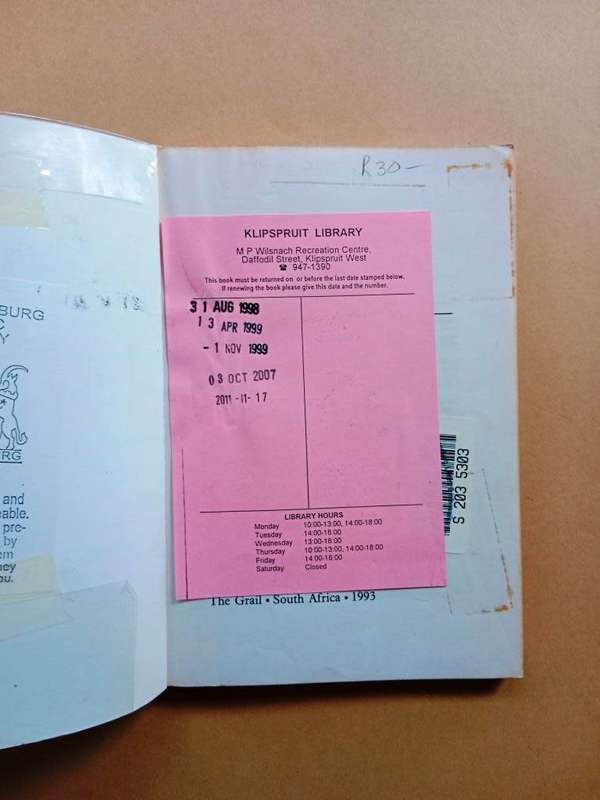 R30-
KLIPSPRUIT LIBRARY
M P Wilsnach Recreation Centre,
Daffodil Street, Klipspruit West
☎ 947-1390
This book must be returned on or before the last date stamped below.
If renewing the book please give this date and the number.
31 AUG 1998
13 APR 1999
-1 NOV 1999
03 OCT 2007
2011-11-17
LIBRARY HOURS
Monday 10:00-13:00, 14:00-18:00
Tuesday 14:00-18:00
Wednesday 13:00-18:00
Thursday 10:00-13:00, 14:00-18:00
Friday 14:00-18:00
Saturday Closed
The Grail • South Africa • 1993
S 203 5303
BURG
Y
RG
and
eable.
pre-
by
em
hey
ou.